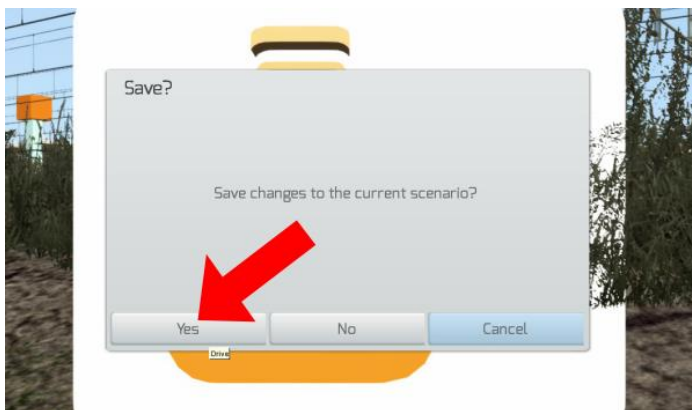 Save?
Save changes to the current scenario?
Yes No Cancel
Drive